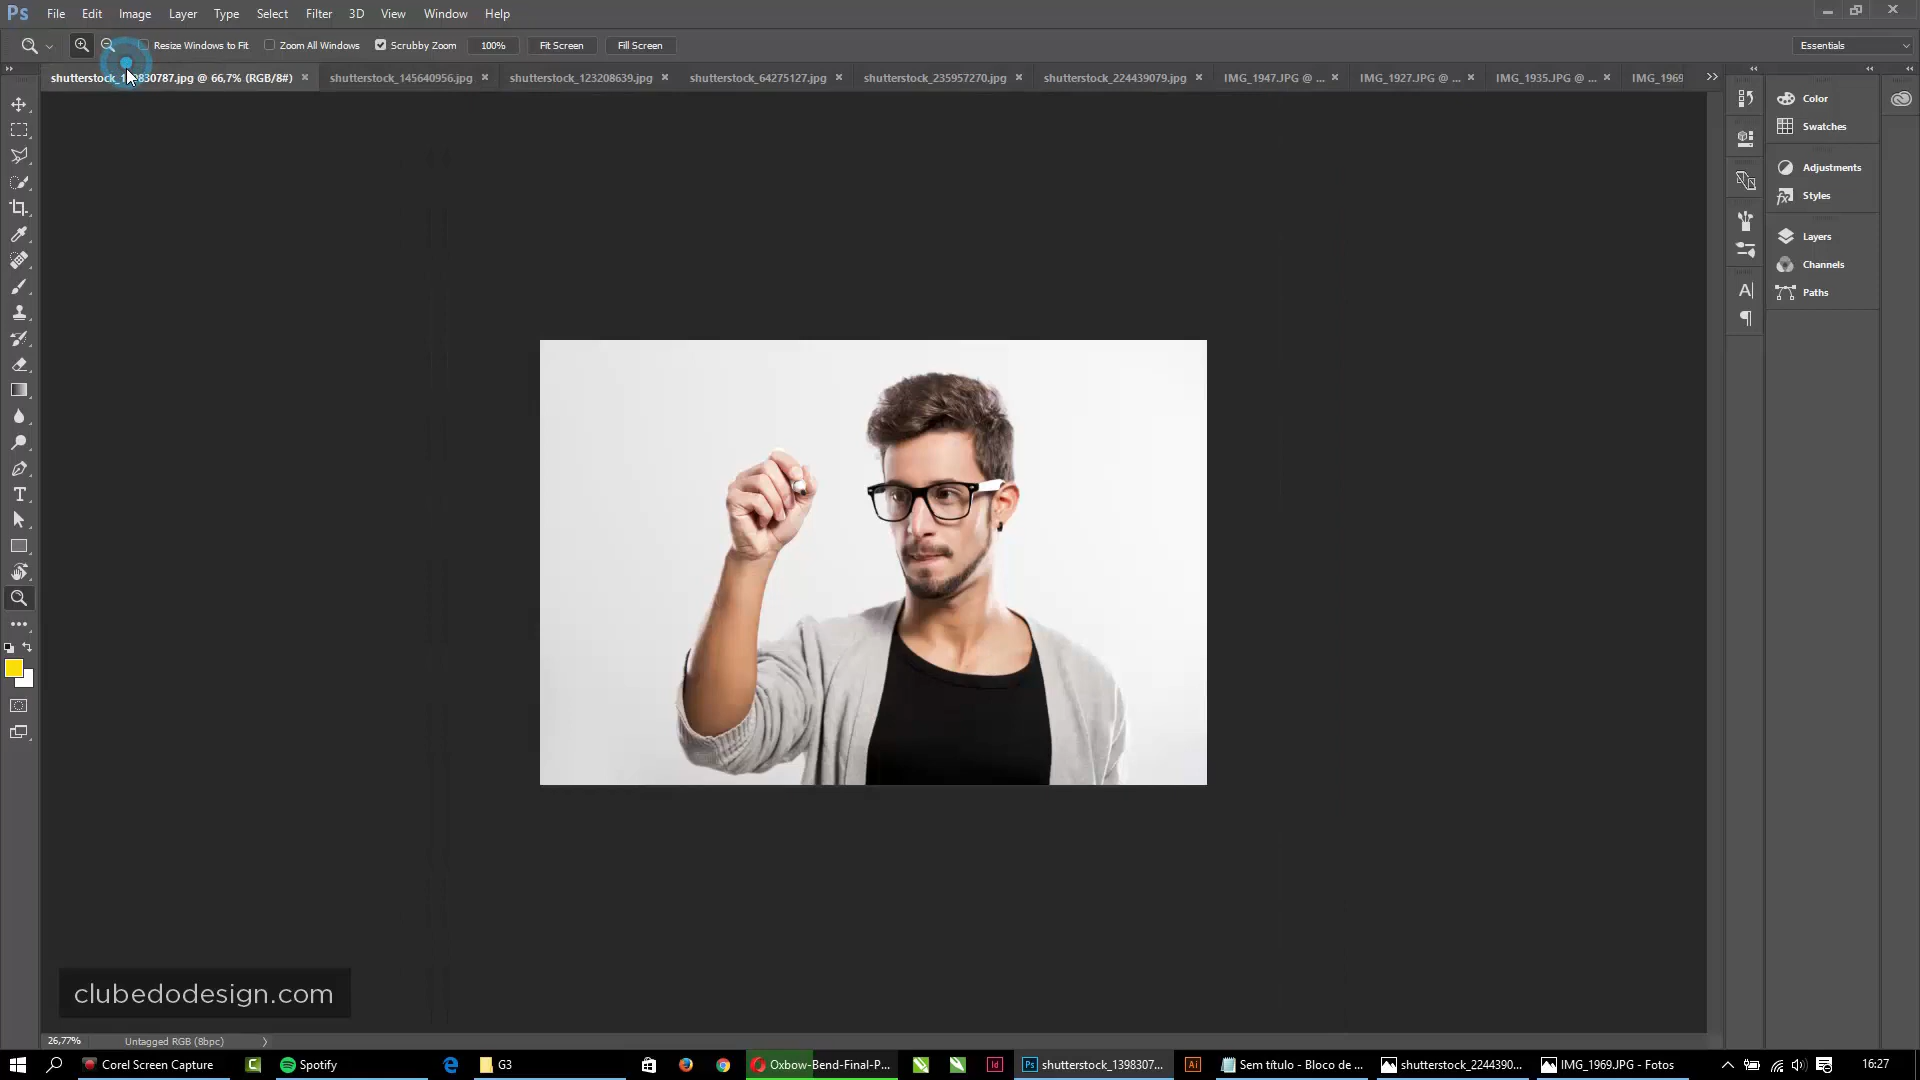 Ps File Edit Image Layer Type Select Filter 3D View Window Help
Resize Windows to Fit Zoom All Windows Scrubby Zoom 100% Fit Screen Fill Screen Essentials
shutterstock_1 830787.jpg @ 66,7% (RGB/8#) × shutterstock_145640956.jpg × shutterstock_123208639.jpg × shutterstock_64275127.jpg × shutterstock_235957270.jpg × shutterstock_224439079.jpg × IMG_1947.JPG @ ... × IMG_1927.JPG @ ... × IMG_1935.JPG @ ... × IMG_1969
Color
Swatches
Adjustments
Styles
Layers
Channels
Paths
clubedodesign.com
26,77% Untagged RGB (8bpc)
Corel Screen Capture Spotify G3 Oxbow-Bend-Final-P... Id Ps shutterstock_1398307... Ai Sem título - Bloco de ... shutterstock_2244390... IMG_1969.JPG - Fotos 16:27